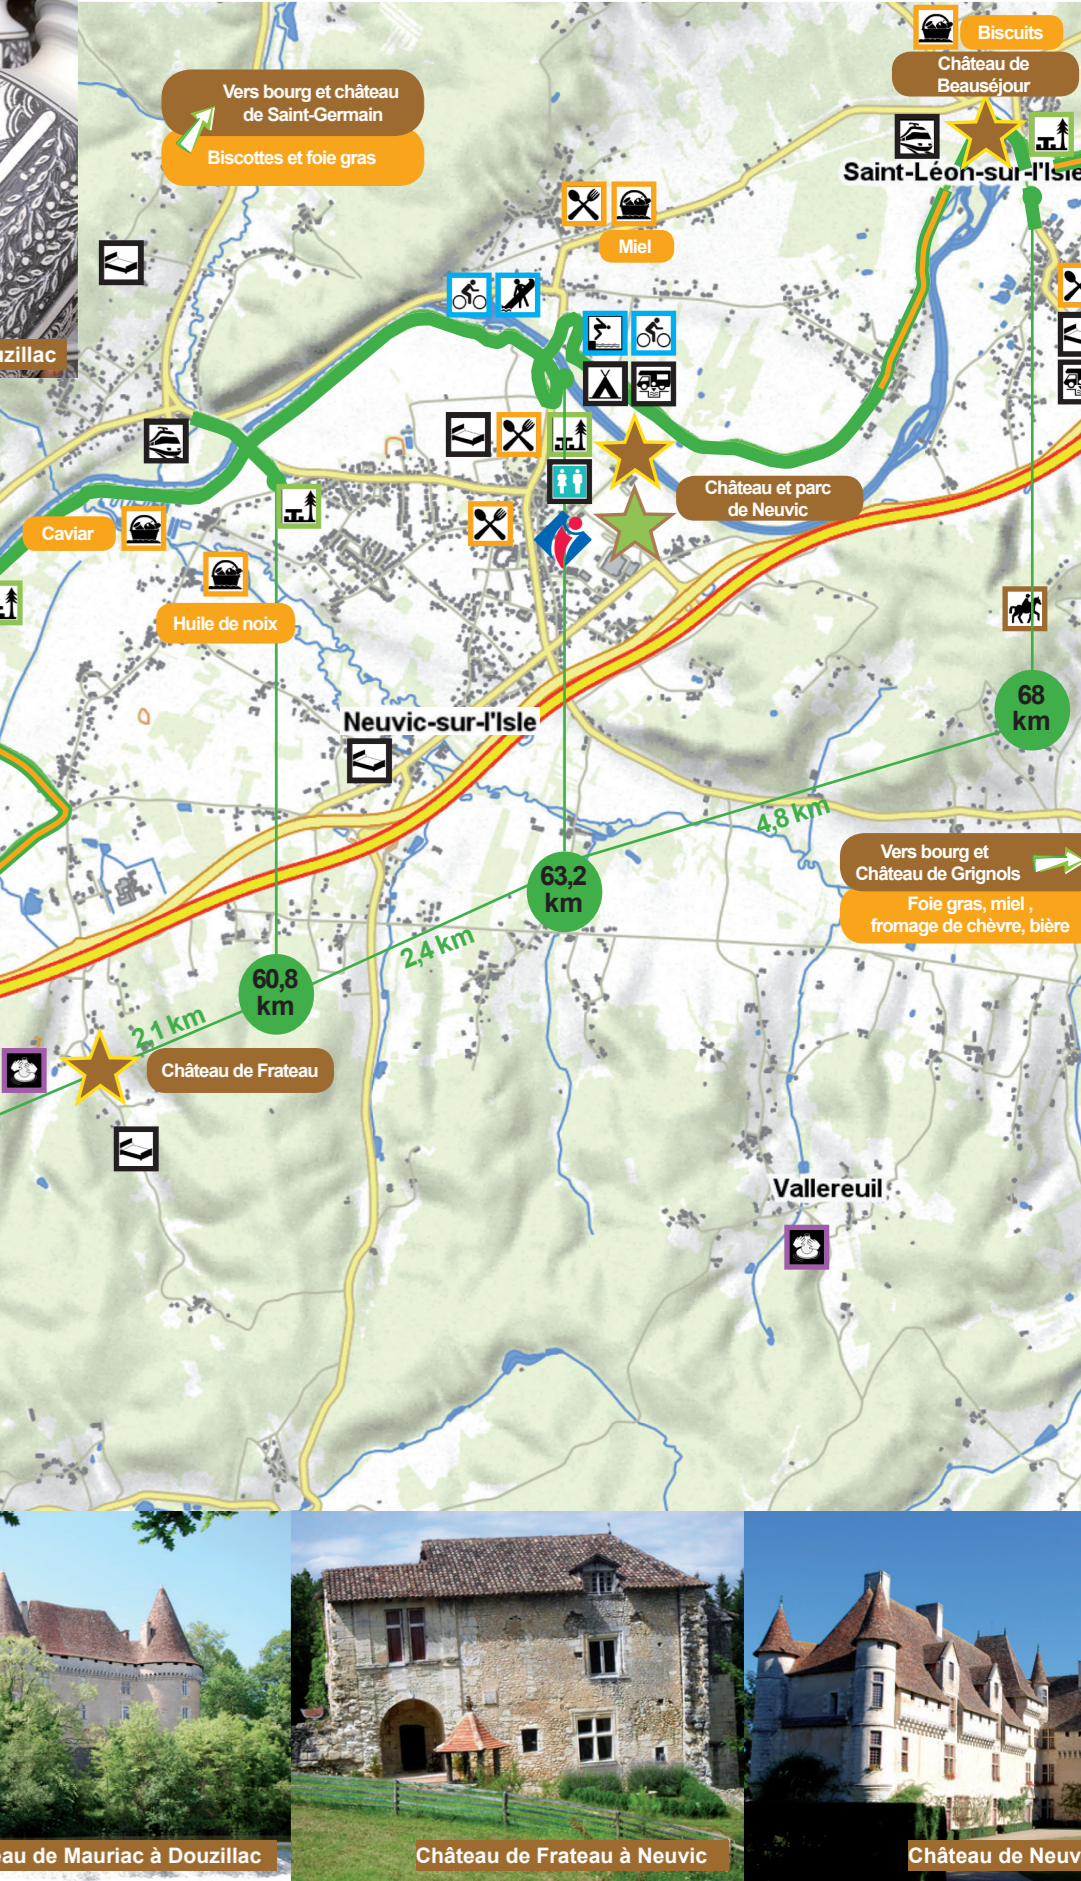 Biscuits
Château de
Beauséjour
Vers bourg et château
de Saint-Germain
Biscottes et foie gras
Saint-Léon-sur-l'Isle
Miel
Château et parc
de Neuvic
Caviar
Huile de noix
Neuvic-sur-l'Isle
68
km
4,8 km
63,2
km
2,4 km
60,8
km
2,1 km
Vers bourg et
Château de Grignols
Foie gras, miel ,
fromage de chèvre, bière
Château de Frateau
Vallereuil
de Mauriac à Douzillac
Château de Frateau à Neuvic
Château de